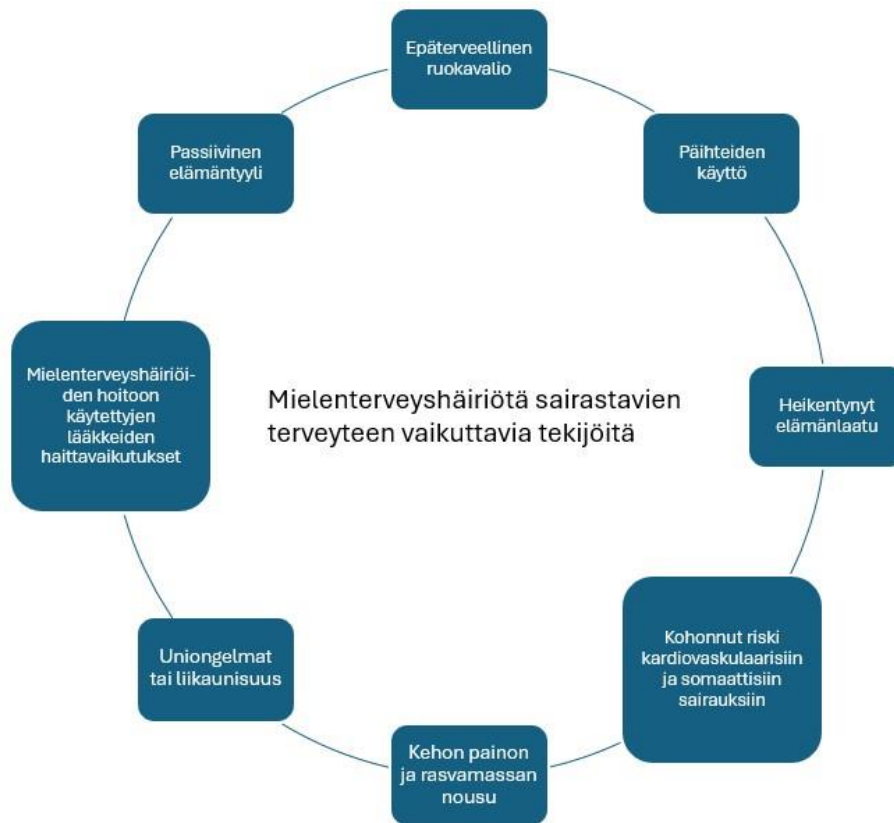 Epäterveellinen
ruokavalio
Päihteiden
käyttö
Heikentynyt
elämänlaatu
Kohonnut riski
kardiovaskulaarisiin
ja somaattisiin
sairauksiin
Kehon painon
ja rasvamassan
nousu
Uniongelmat
tai liikaunisuus
Mielenterveyshäiriöi-
den hoitoon
käytettyjen
lääkkeiden
haittavaikutukset
Passiivinen
elämäntyyli
Mielenterveyshäiriötä sairastavien
terveyteen vaikuttavia tekijöitä